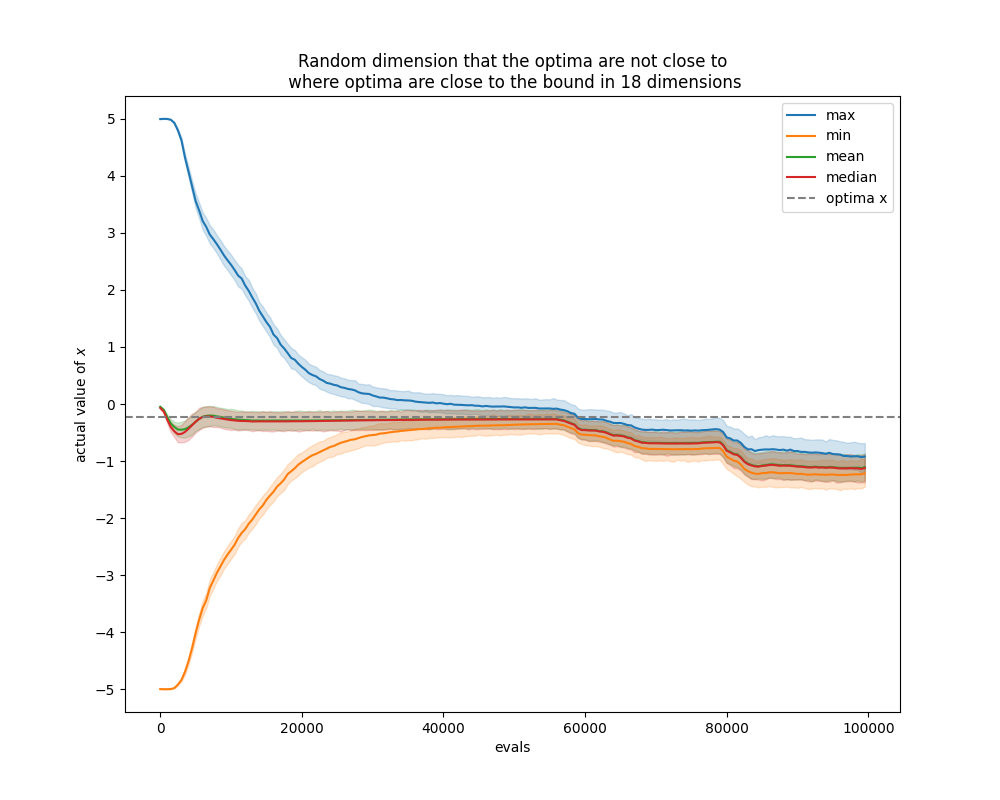 Random dimension that the optima are not close to
where optima are close to the bound in 18 dimensions
max
min
mean
median
optima x
actual value of x
5
4
3
2
1
0
−1
−2
−3
−4
−5
0
20000
40000
60000
80000
100000
evals